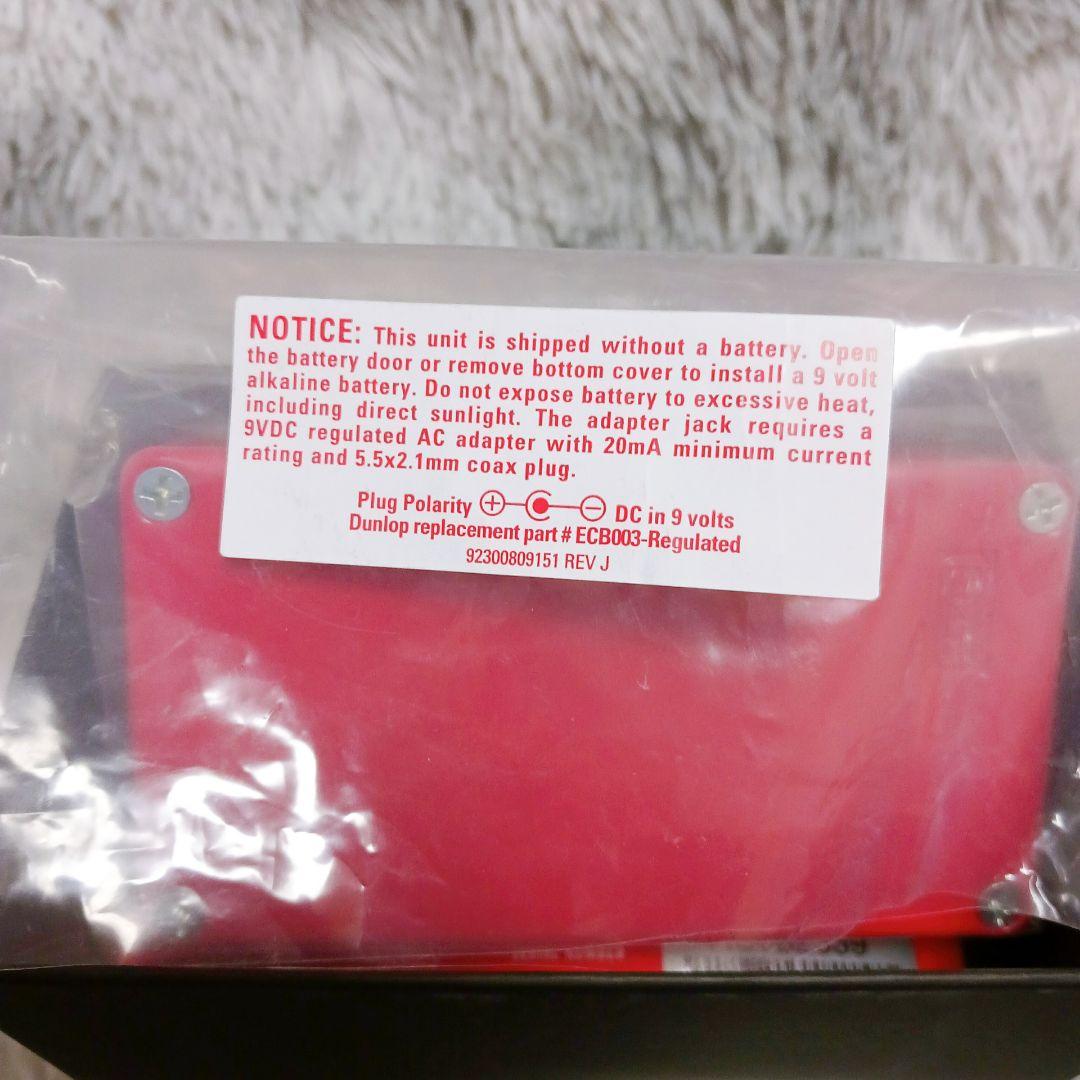 NOTICE: This unit is shipped without a battery. Open
the battery door or remove bottom cover to install a 9 volt
alkaline battery. Do not expose battery to excessive heat,
including direct sunlight. The adapter jack requires a
9VDC regulated AC adapter with 20mA minimum current
rating and 5.5x2.1mm coax plug.
Plug Polarity + - DC in 9 volts
Dunlop replacement part # ECB003-Regulated
92300809151 REV J